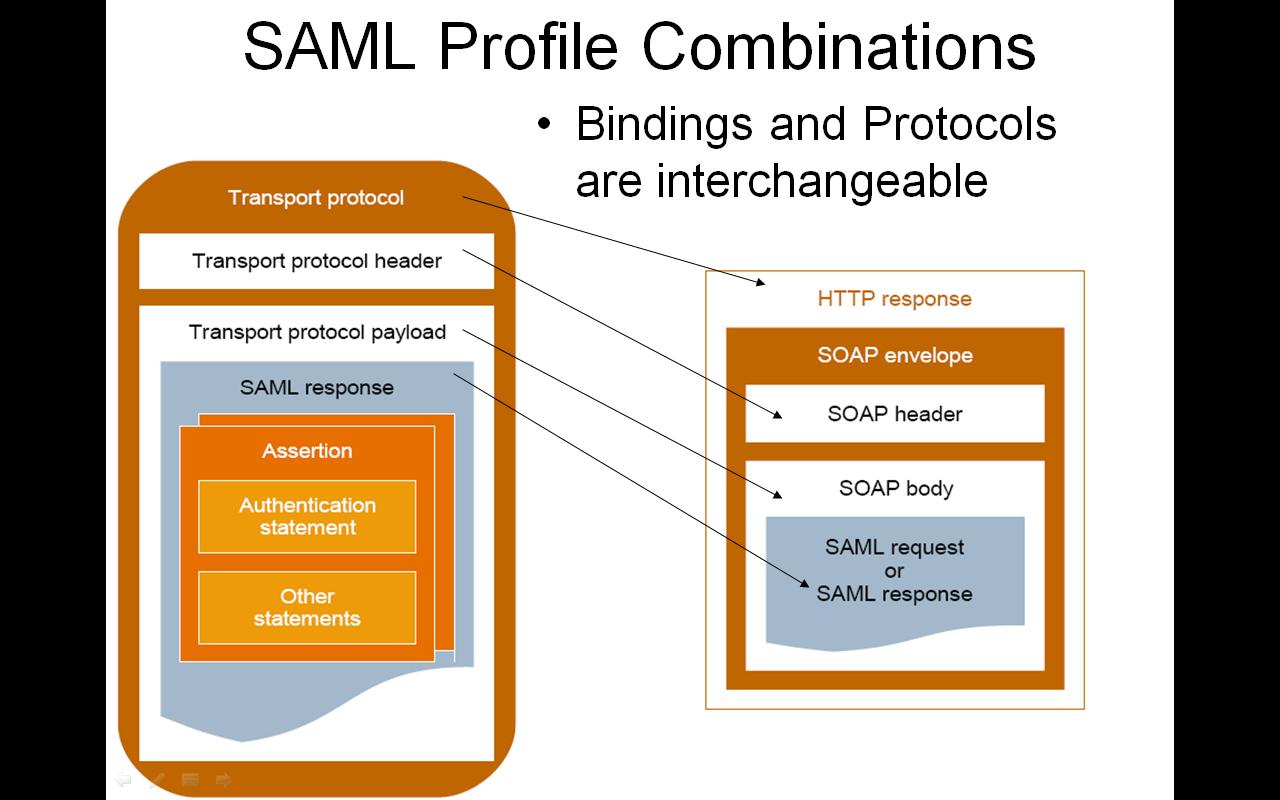 SAML Profile Combinations
• Bindings and Protocols
are interchangeable
Transport protocol
Transport protocol header
Transport protocol payload
SAML response
Assertion
Authentication
statement
Other
statements
HTTP response
SOAP envelope
SOAP header
SOAP body
SAML request
or
SAML response